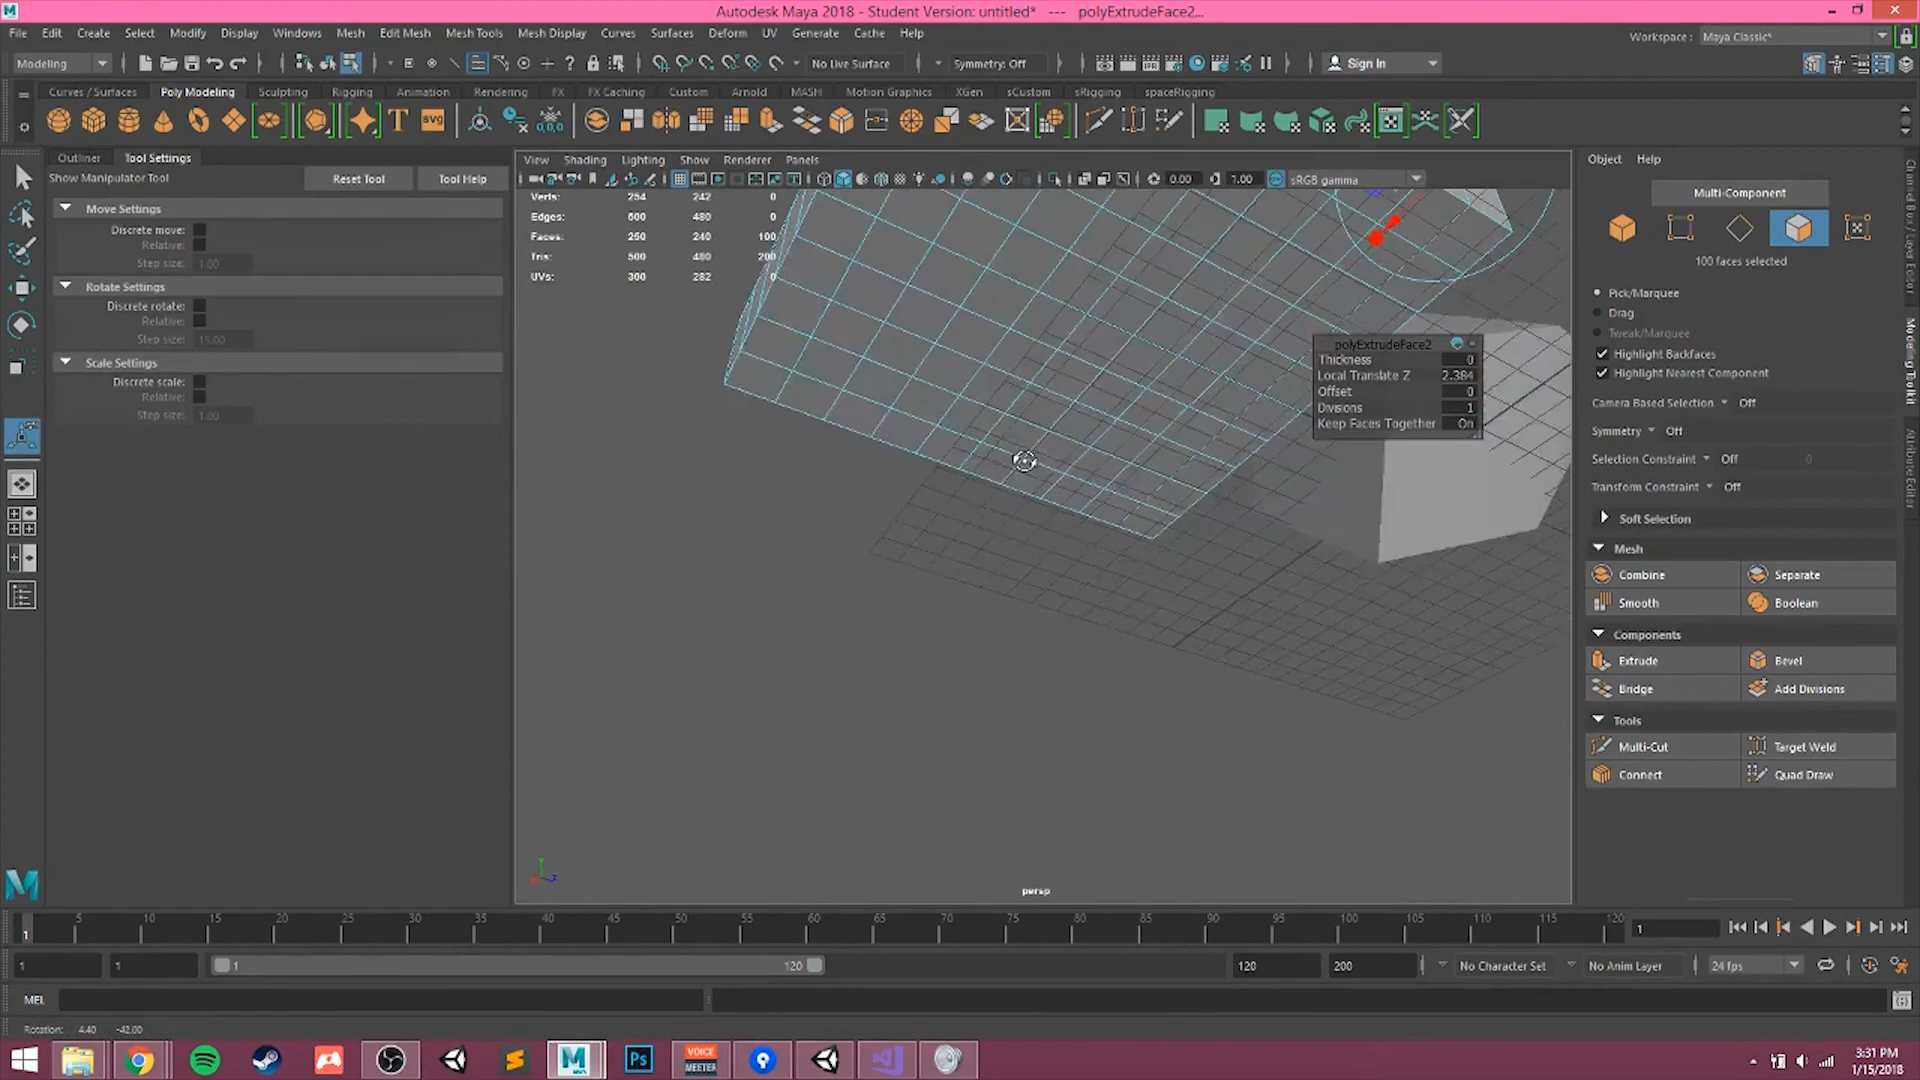 Autodesk Maya 2018 - Student Version: untitled* --- polyExtrudeFace2...
File Edit Create Select Modify Display Windows Mesh Edit Mesh Mesh Tools Mesh Display Curves Surfaces Deform UV Generate Cache Help
Workspace : Maya Classic*
Modeling No Live Surface Symmetry: Off Sign In
Curves / Surfaces Poly Modeling Sculpting Rigging Animation Rendering FX FX Caching Custom Arnold MASH Motion Graphics XGen sCustom sRigging spaceRigging
Outliner Tool Settings
Show Manipulator Tool Reset Tool Tool Help
Move Settings
Discrete move:
Relative:
Step size: 1.00
Rotate Settings
Discrete rotate:
Relative:
Step size: 15.00
Scale Settings
Discrete scale:
Relative:
Step size: 1.00
View Shading Lighting Show Renderer Panels
0.00 1.00 sRGB gamma
Verts: 254 242 0
Edges: 600 480 0
Faces: 250 240 100
Tris: 500 480 200
UVs: 300 282 0
polyExtrudeFace2
Thickness 0
Local Translate Z 2.384
Offset 0
Divisions 1
Keep Faces Together On
persp
Object Help
Multi-Component
100 faces selected
Pick/Marquee
Drag
Tweak/Marquee
Highlight Backfaces
Highlight Nearest Component
Camera Based Selection Off
Symmetry Off
Selection Constraint Off 0
Transform Constraint Off
Soft Selection
Mesh
Combine Separate
Smooth Boolean
Components
Extrude Bevel
Bridge Add Divisions
Tools
Multi-Cut Target Weld
Connect Quad Draw
Channel Box / Layer Editor
Modeling Toolkit
Attribute Editor
5 10 15 20 25 30 35 40 45 50 55 60 65 70 75 80 85 90 95 100 105 110 115 120
1 1
1 1 1 120 120 200 No Character Set No Anim Layer 24 fps
MEL
Rotation: 4.40 -42.00
Ps VOICE MEETER
3:31 PM
1/15/2018